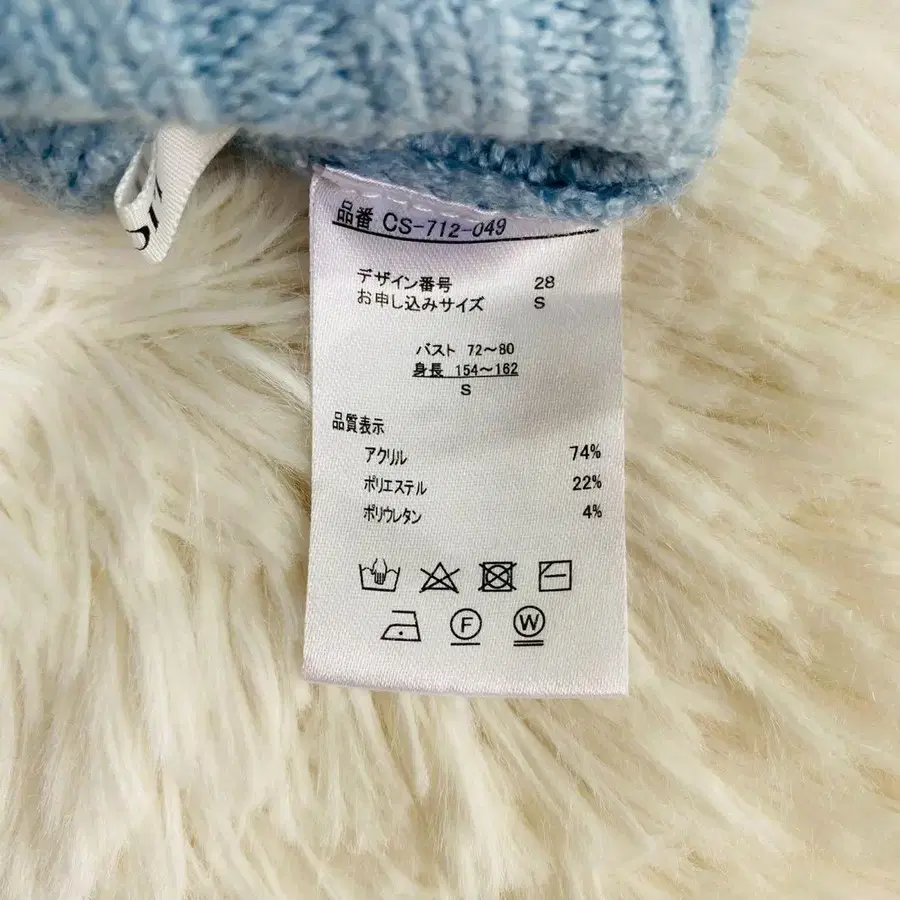 品番 CS-712-049
デザイン番号 28
お申し込みサイズ S
バスト 72〜80
身長 154〜162
S
品質表示
アクリル 74%
ポリエステル 22%
ポリウレタン 4%
F W